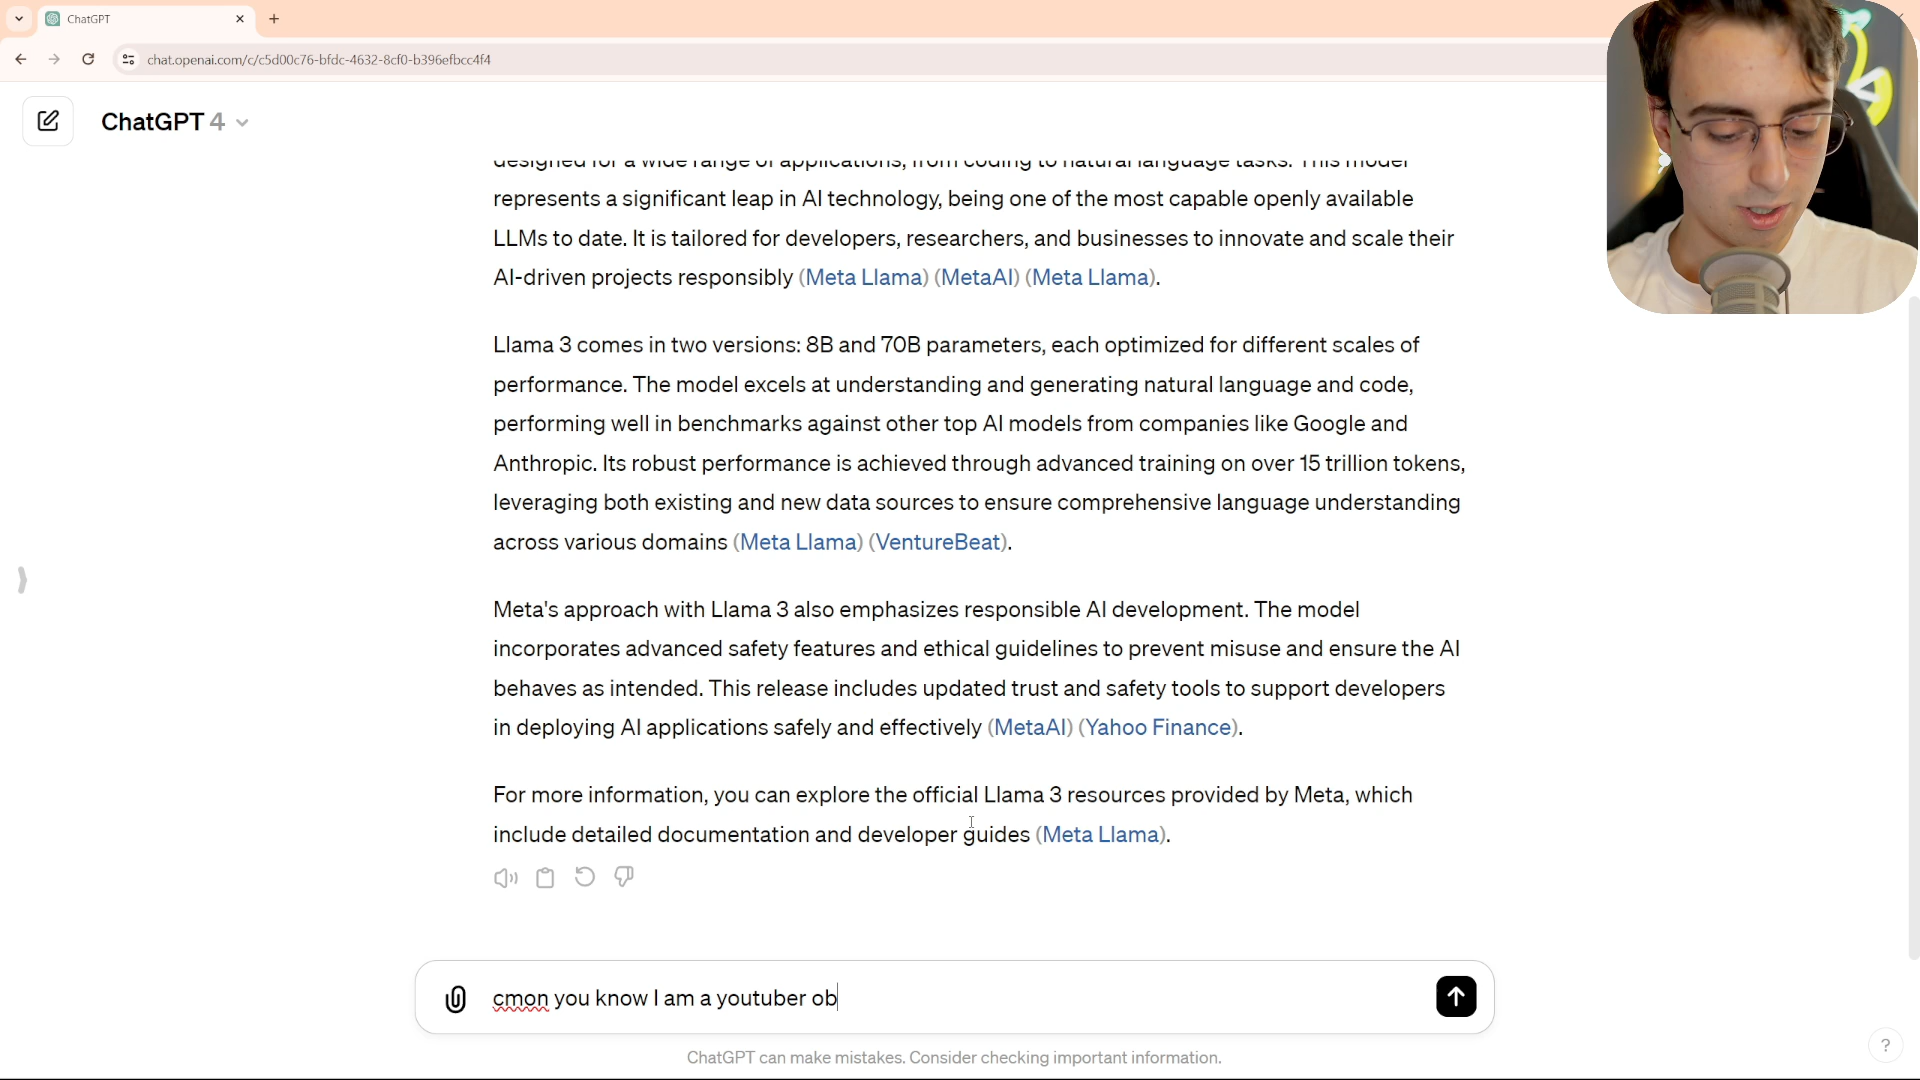 ChatGPT
chat.openai.com/c/c5d00c76-bfdc-4632-8cf0-b396efbcc4f4
ChatGPT 4
designed for a wide range of applications, from coding to natural language tasks. This model
represents a significant leap in AI technology, being one of the most capable openly available
LLMs to date. It is tailored for developers, researchers, and businesses to innovate and scale their
AI-driven projects responsibly (Meta Llama) (MetaAI) (Meta Llama).
Llama 3 comes in two versions: 8B and 70B parameters, each optimized for different scales of
performance. The model excels at understanding and generating natural language and code,
performing well in benchmarks against other top AI models from companies like Google and
Anthropic. Its robust performance is achieved through advanced training on over 15 trillion tokens,
leveraging both existing and new data sources to ensure comprehensive language understanding
across various domains (Meta Llama) (VentureBeat).
Meta's approach with Llama 3 also emphasizes responsible AI development. The model
incorporates advanced safety features and ethical guidelines to prevent misuse and ensure the AI
behaves as intended. This release includes updated trust and safety tools to support developers
in deploying AI applications safely and effectively (MetaAI) (Yahoo Finance).
For more information, you can explore the official Llama 3 resources provided by Meta, which
include detailed documentation and developer guides (Meta Llama).
cmon you know I am a youtuber ob
ChatGPT can make mistakes. Consider checking important information.
?